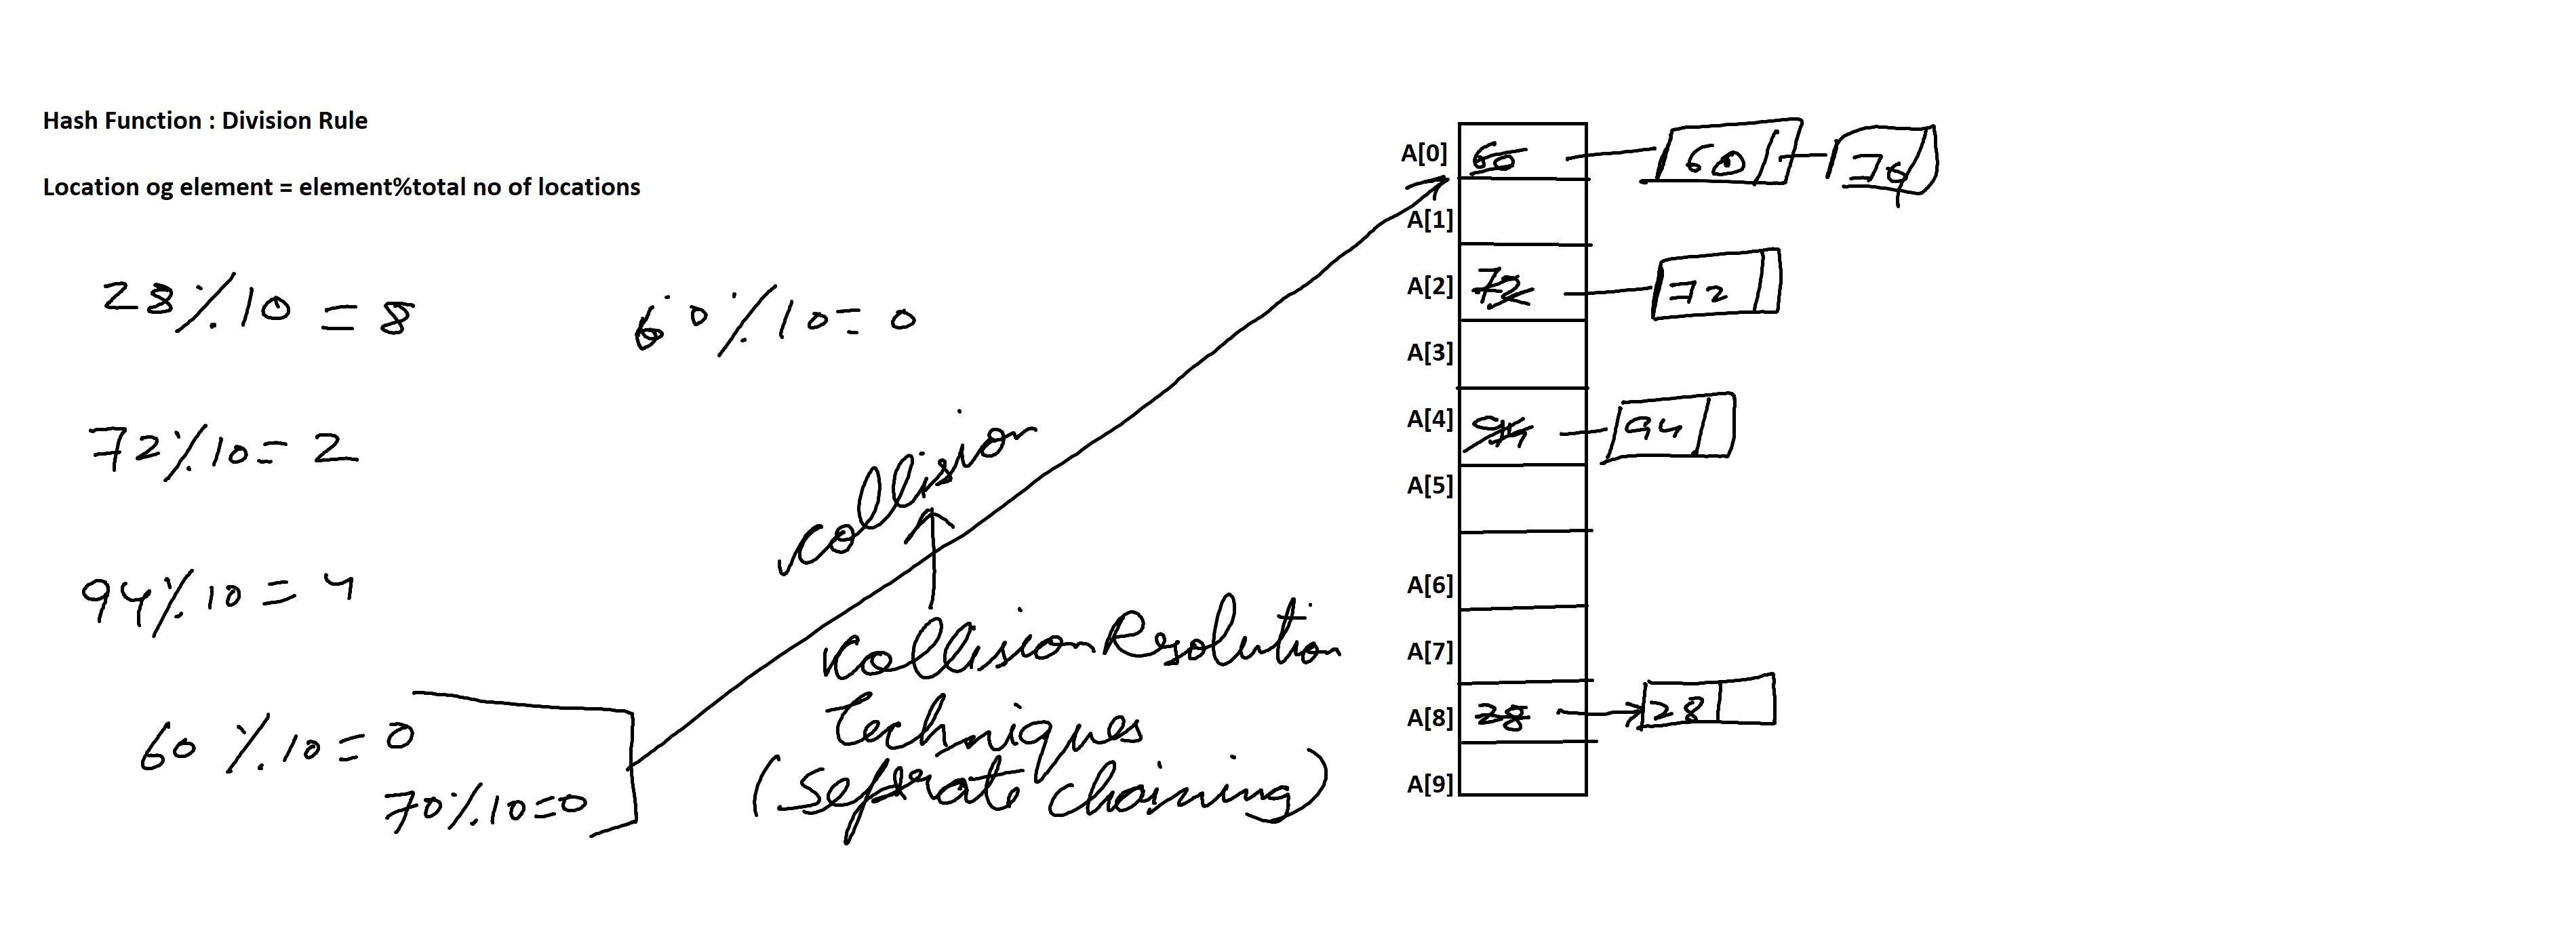 Hash Function : Division Rule
Location og element = element%total no of locations
28%10 = 8
60%10= 0
72%10= 2
94%10= 4
60 %10= 0
70%10=0
collision
Collision Resolution
Techniques
(Seperate chaining)
A[0] 60 60 70
A[1]
A[2] 72 72
A[3]
A[4] 94 94
A[5]
A[6]
A[7]
A[8] 28 28
A[9]